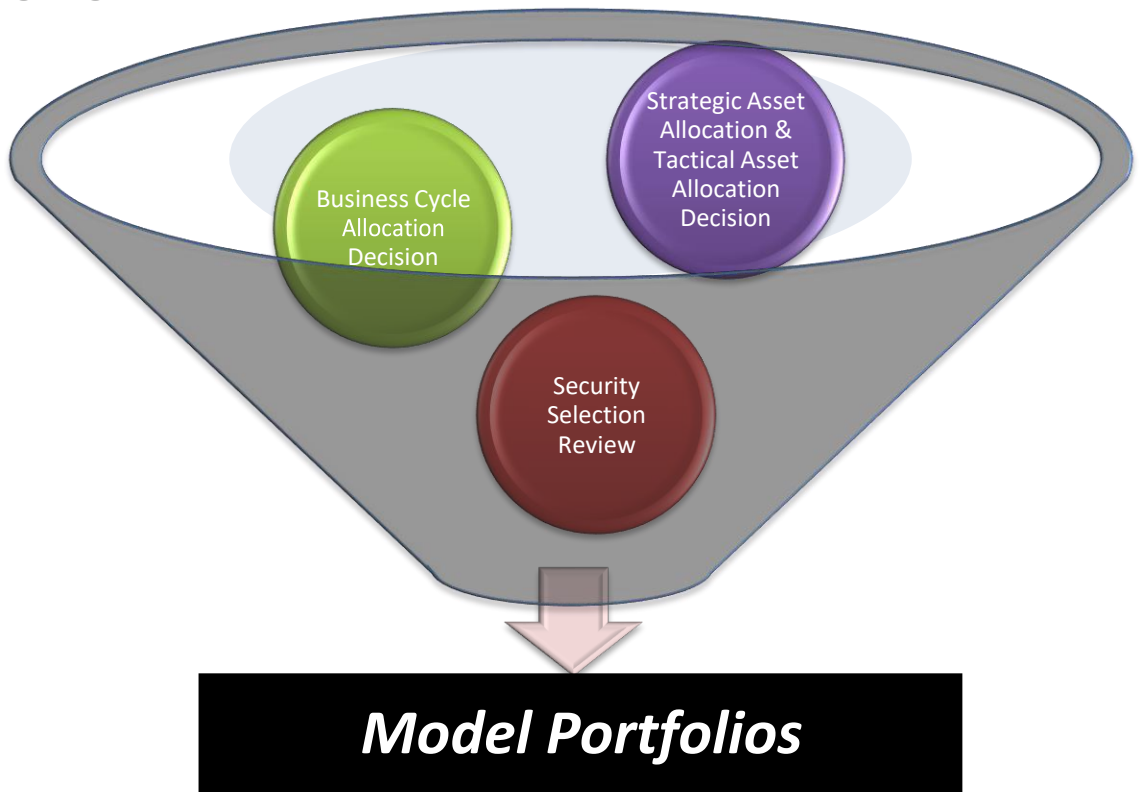 Strategic Asset
Allocation &
Tactical Asset
Allocation
Decision
Business Cycle
Allocation
Decision
Security
Selection
Review
Model Portfolios